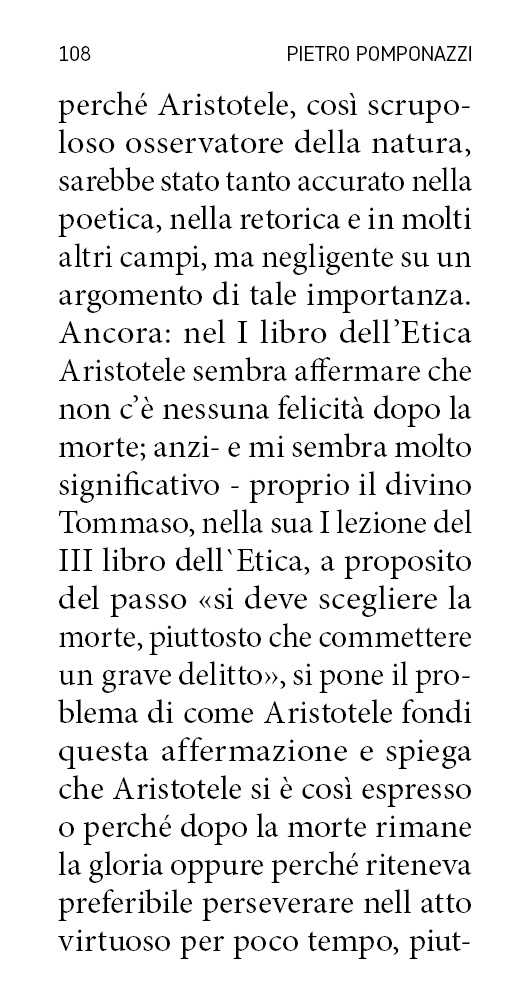 108 PIETRO POMPONAZZI
perché Aristotele, così scrupo-
loso osservatore della natura,
sarebbe stato tanto accurato nella
poetica, nella retorica e in molti
altri campi, ma negligente su un
argomento di tale importanza.
Ancora: nel I libro dell’Etica
Aristotele sembra affermare che
non c’è nessuna felicità dopo la
morte; anzi- e mi sembra molto
significativo - proprio il divino
Tommaso, nella sua I lezione del
III libro dell`Etica, a proposito
del passo «si deve scegliere la
morte, piuttosto che commettere
un grave delitto››, si pone il pro-
blema di come Aristotele fondi
questa affermazione e spiega
che Aristotele si è così espresso
o perché dopo la morte rimane
la gloria oppure perché riteneva
preferibile perseverare nell atto
virtuoso per poco tempo, piut-